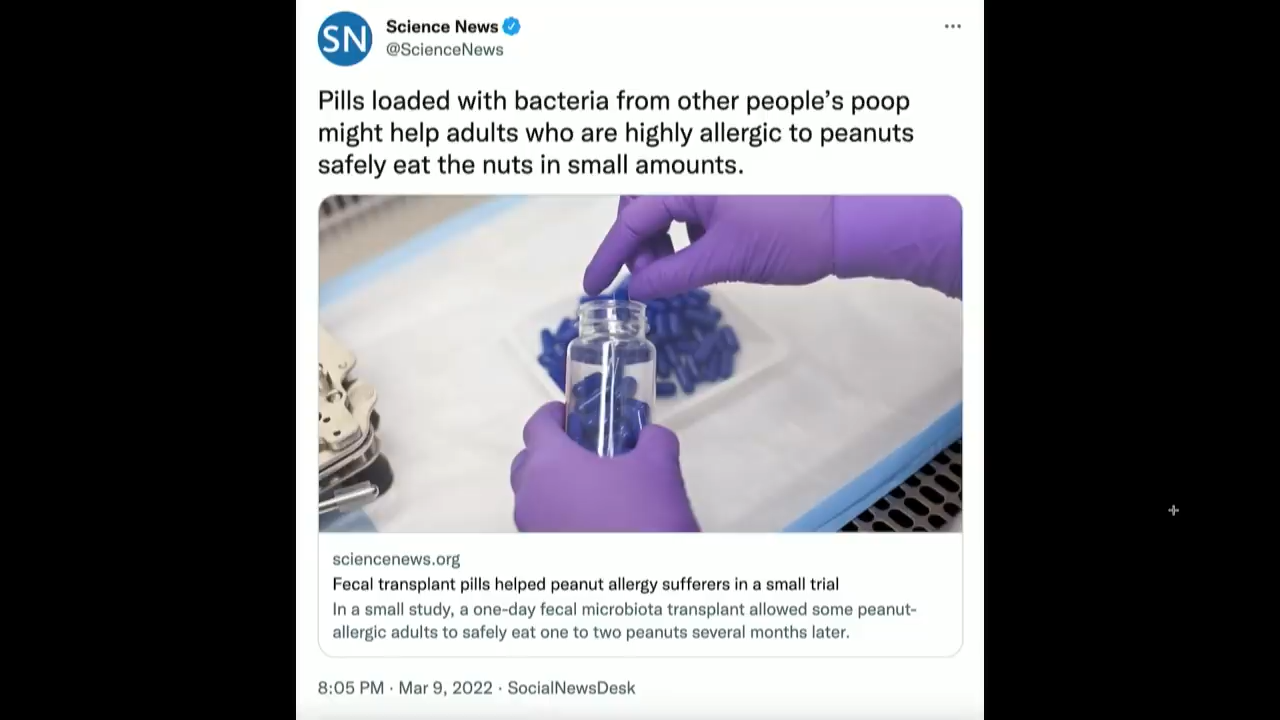 SN
Science News
@ScienceNews
Pills loaded with bacteria from other people’s poop
might help adults who are highly allergic to peanuts
safely eat the nuts in small amounts.
sciencenews.org
Fecal transplant pills helped peanut allergy sufferers in a small trial
In a small study, a one-day fecal microbiota transplant allowed some peanut-
allergic adults to safely eat one to two peanuts several months later.
8:05 PM · Mar 9, 2022 · SocialNewsDesk